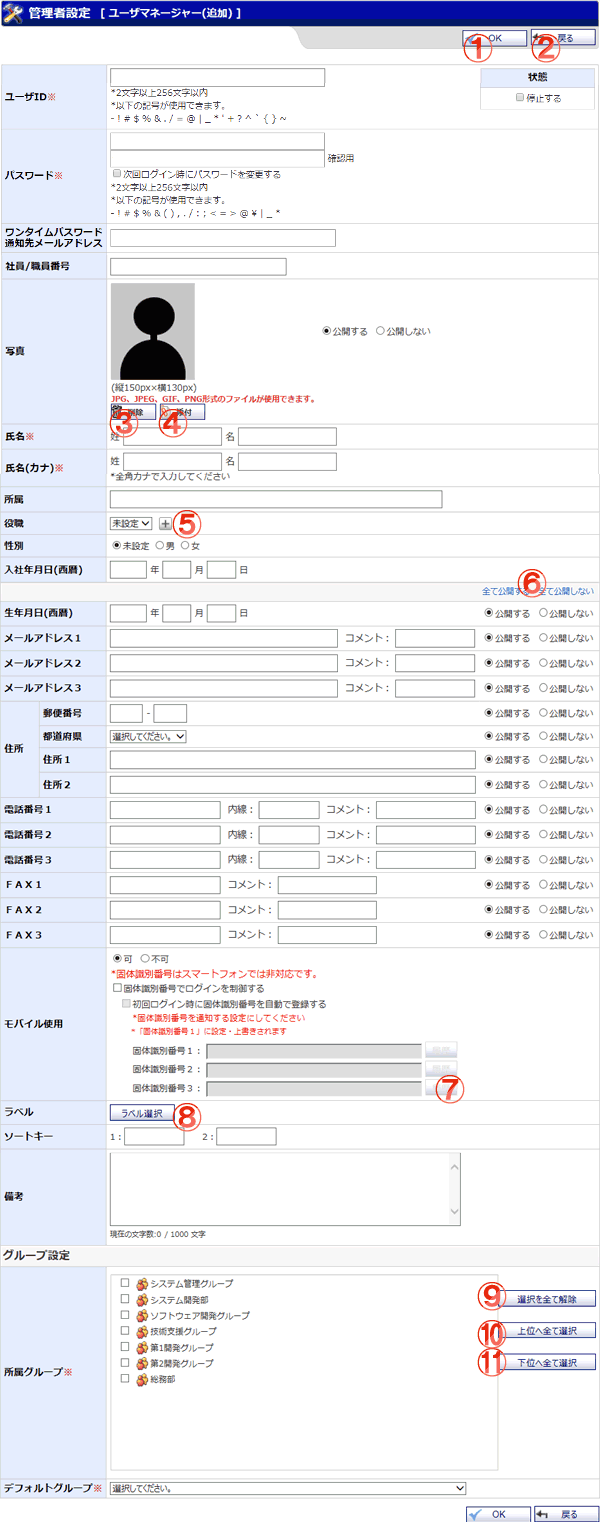 管理者設定 [ ユーザマネージャー(追加) ]
① OK ② 戻る
ユーザID※
*2文字以上256文字以内
*以下の記号が使用できます。
- ! # $ % & . / = @ | _ * ' + ? ^ ` { } ~
状態
停止する
パスワード※
確認用
次回ログイン時にパスワードを変更する
*2文字以上256文字以内
*以下の記号が使用できます。
- ! # $ % & ( ) , . / : ; < = > @ ¥ | _ *
ワンタイムパスワード
通知先メールアドレス
社員/職員番号
写真
公開する 公開しない
(縦150px×横130px)
JPG、JPEG、GIF、PNG形式のファイルが使用できます。
③ 削除 ④ 添付
氏名※ 姓 名
氏名(カナ)※ 姓 名
*全角カナで入力してください
所属
役職 未設定 + ⑤
性別 未設定 男 女
入社年月日(西暦) 年 月 日
全て公開する ⑥ 全て公開しない
生年月日(西暦) 年 月 日 公開する 公開しない
メールアドレス1 コメント: 公開する 公開しない
メールアドレス2 コメント: 公開する 公開しない
メールアドレス3 コメント: 公開する 公開しない
住所
郵便番号 - 公開する 公開しない
都道府県 選択してください。 公開する 公開しない
住所1 公開する 公開しない
住所2 公開する 公開しない
電話番号1 内線: コメント: 公開する 公開しない
電話番号2 内線: コメント: 公開する 公開しない
電話番号3 内線: コメント: 公開する 公開しない
FAX1 コメント: 公開する 公開しない
FAX2 コメント: 公開する 公開しない
FAX3 コメント: 公開する 公開しない
モバイル使用
可 不可
*固体識別番号はスマートフォンでは非対応です。
固体識別番号でログインを制御する
初回ログイン時に固体識別番号を自動で登録する
*固体識別番号を通知する設定にしてください
*「固体識別番号1」に設定・上書きされます
固体識別番号1:
固体識別番号2:
固体識別番号3: ⑦
ラベル ラベル選択 ⑧
ソートキー 1: 2:
備考
現在の文字数:0 / 1000 文字
グループ設定
所属グループ※
システム管理グループ
システム開発部
ソフトウェア開発グループ
技術支援グループ
第1開発グループ
第2開発グループ
総務部
⑨ 選択を全て解除
⑩ 上位へ全て選択
⑪ 下位へ全て選択
デフォルトグループ※ 選択してください。
OK 戻る